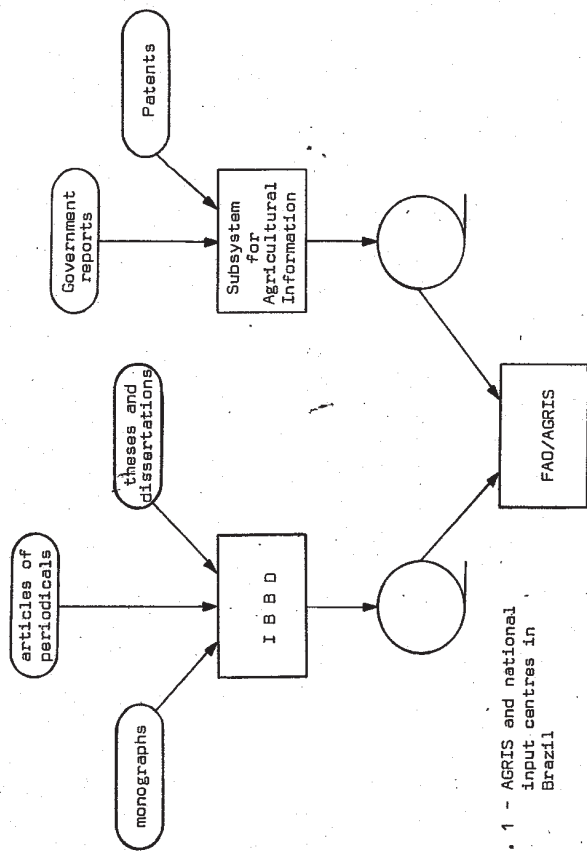 articles of
periodicals
monographs
theses and
dissertations
I B B D
Government
reports
Patents
Subsystem
for
Agricultural
Information
FAO/AGRIS
. 1 - AGRIS and national
input centres in
Brazil